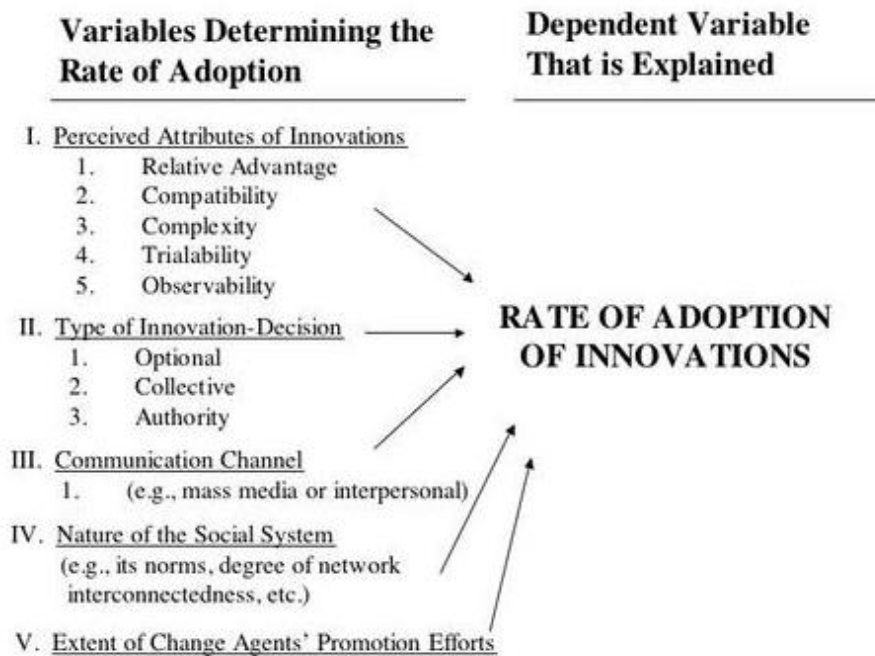 Variables Determining the
Rate of Adoption
Dependent Variable
That is Explained
I. Perceived Attributes of Innovations
1. Relative Advantage
2. Compatibility
3. Complexity
4. Trialability
5. Observability
II. Type of Innovation-Decision
1. Optional
2. Collective
3. Authority
III. Communication Channel
1. (e.g., mass media or interpersonal)
IV. Nature of the Social System
(e.g., its norms, degree of network
interconnectedness, etc.)
V. Extent of Change Agents' Promotion Efforts
RATE OF ADOPTION
OF INNOVATIONS